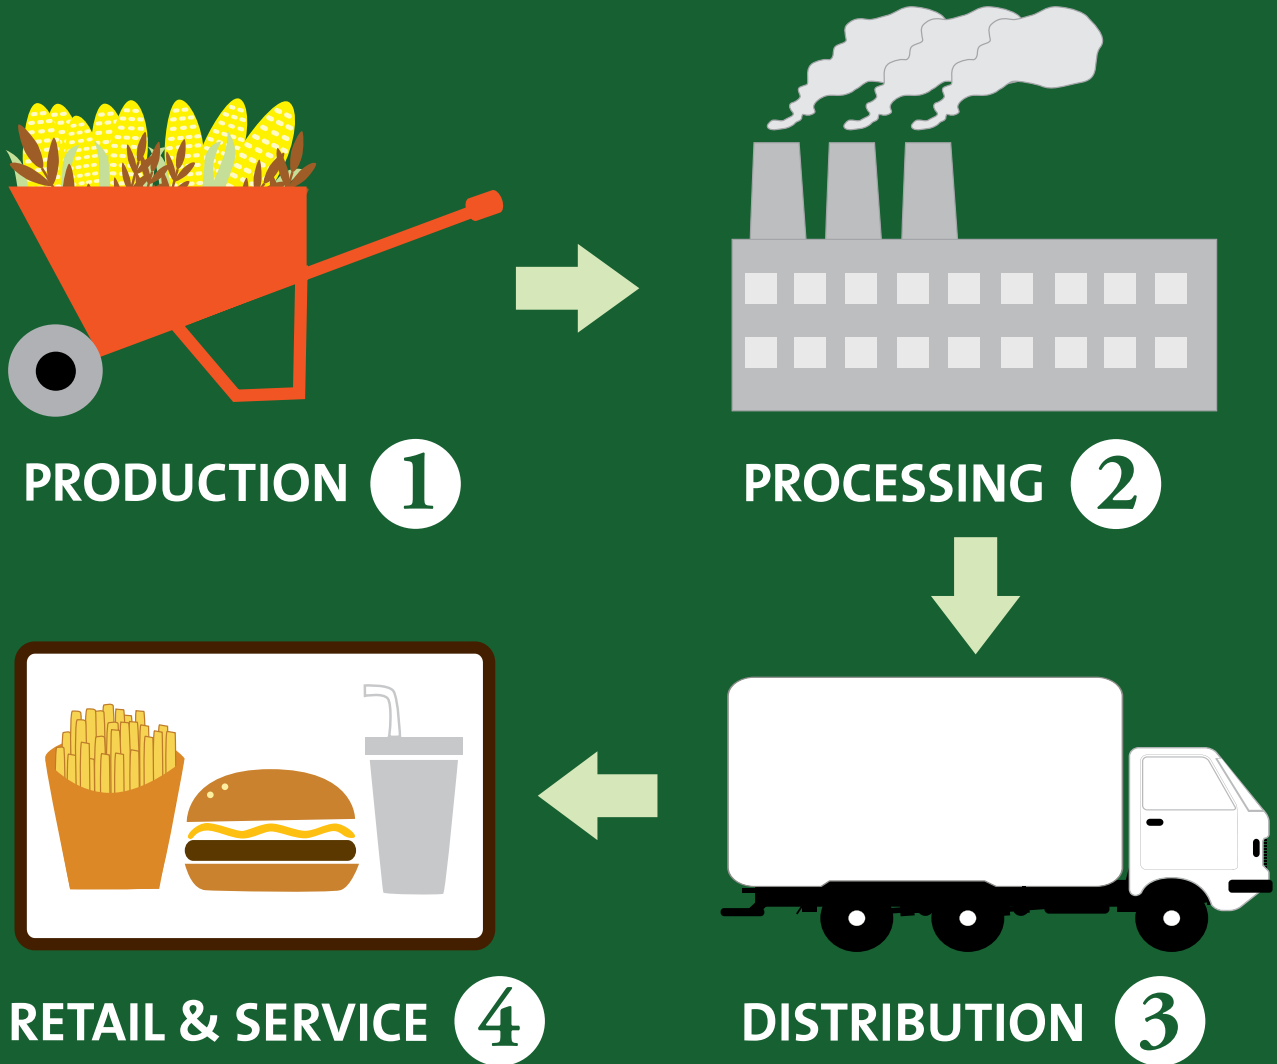 PRODUCTION 1
PROCESSING 2
DISTRIBUTION 3
RETAIL & SERVICE 4